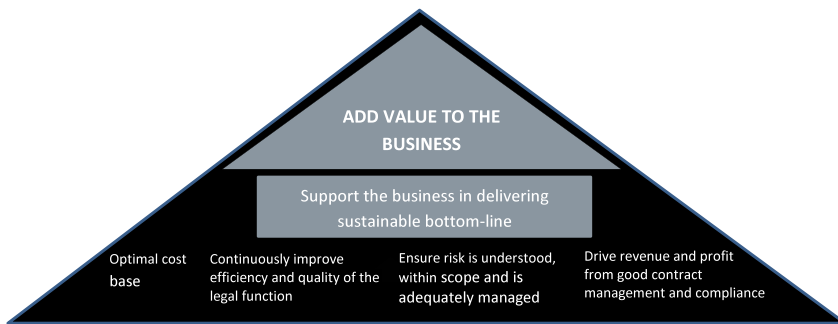 ADD VALUE TO THE
BUSINESS
Support the business in delivering
sustainable bottom-line
Optimal cost
base
Continuously improve
efficiency and quality of the
legal function
Ensure risk is understood,
within scope and is
adequately managed
Drive revenue and profit
from good contract
management and compliance